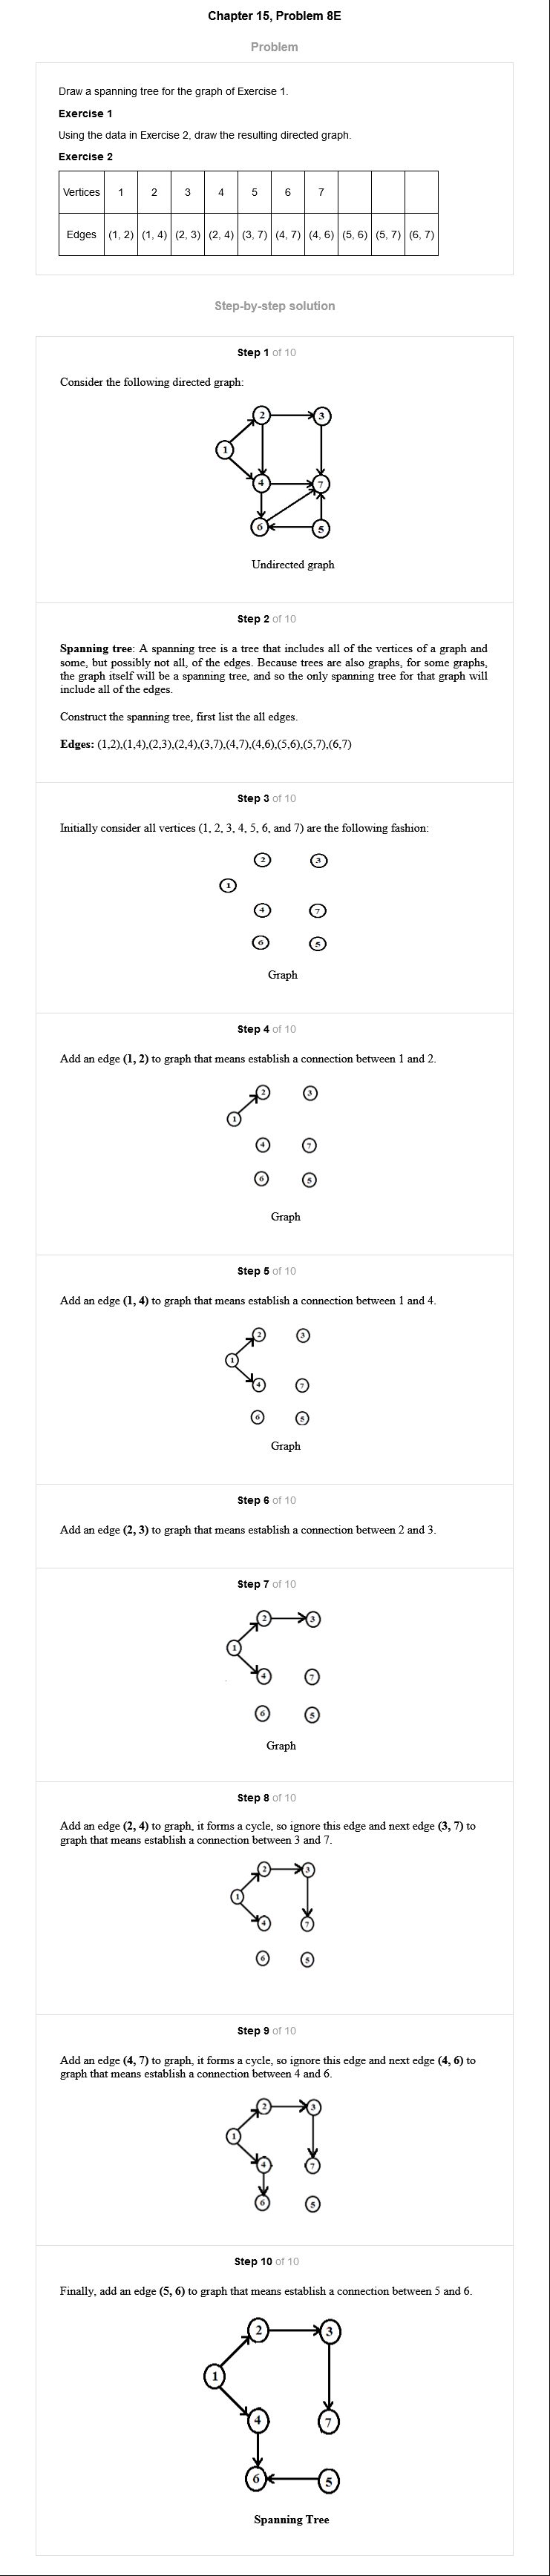 Chapter 15, Problem 8E
Problem
Draw a spanning tree for the graph of Exercise 1.
Exercise 1
Using the data in Exercise 2, draw the resulting directed graph.
Exercise 2
Vertices 1 2 3 4 5 6 7
Edges (1, 2) (1, 4) (2, 3) (2, 4) (3, 7) (4, 7) (4, 6) (5, 6) (5, 7) (6, 7)
Step-by-step solution
Step 1 of 10
Consider the following directed graph:
2 3
1
4 7
6 5
Undirected graph
Step 2 of 10
Spanning tree: A spanning tree is a tree that includes all of the vertices of a graph and
some, but possibly not all, of the edges. Because trees are also graphs, for some graphs,
the graph itself will be a spanning tree, and so the only spanning tree for that graph will
include all of the edges.
Construct the spanning tree, first list the all edges.
Edges: (1,2),(1,4),(2,3),(2,4),(3,7),(4,7),(4,6),(5,6),(5,7),(6,7)
Step 3 of 10
Initially consider all vertices (1, 2, 3, 4, 5, 6, and 7) are the following fashion:
2 3
1
4 7
6 5
Graph
Step 4 of 10
Add an edge (1, 2) to graph that means establish a connection between 1 and 2.
2 3
1
4 7
6 5
Graph
Step 5 of 10
Add an edge (1, 4) to graph that means establish a connection between 1 and 4.
2 3
1
4 7
6 5
Graph
Step 6 of 10
Add an edge (2, 3) to graph that means establish a connection between 2 and 3.
Step 7 of 10
2 3
1
4 7
6 5
Graph
Step 8 of 10
Add an edge (2, 4) to graph, it forms a cycle, so ignore this edge and next edge (3, 7) to
graph that means establish a connection between 3 and 7.
2 3
1
4 7
6 5
Step 9 of 10
Add an edge (4, 7) to graph, it forms a cycle, so ignore this edge and next edge (4, 6) to
graph that means establish a connection between 4 and 6.
2 3
1
4 7
6 5
Step 10 of 10
Finally, add an edge (5, 6) to graph that means establish a connection between 5 and 6.
2 3
1
4 7
6 5
Spanning Tree